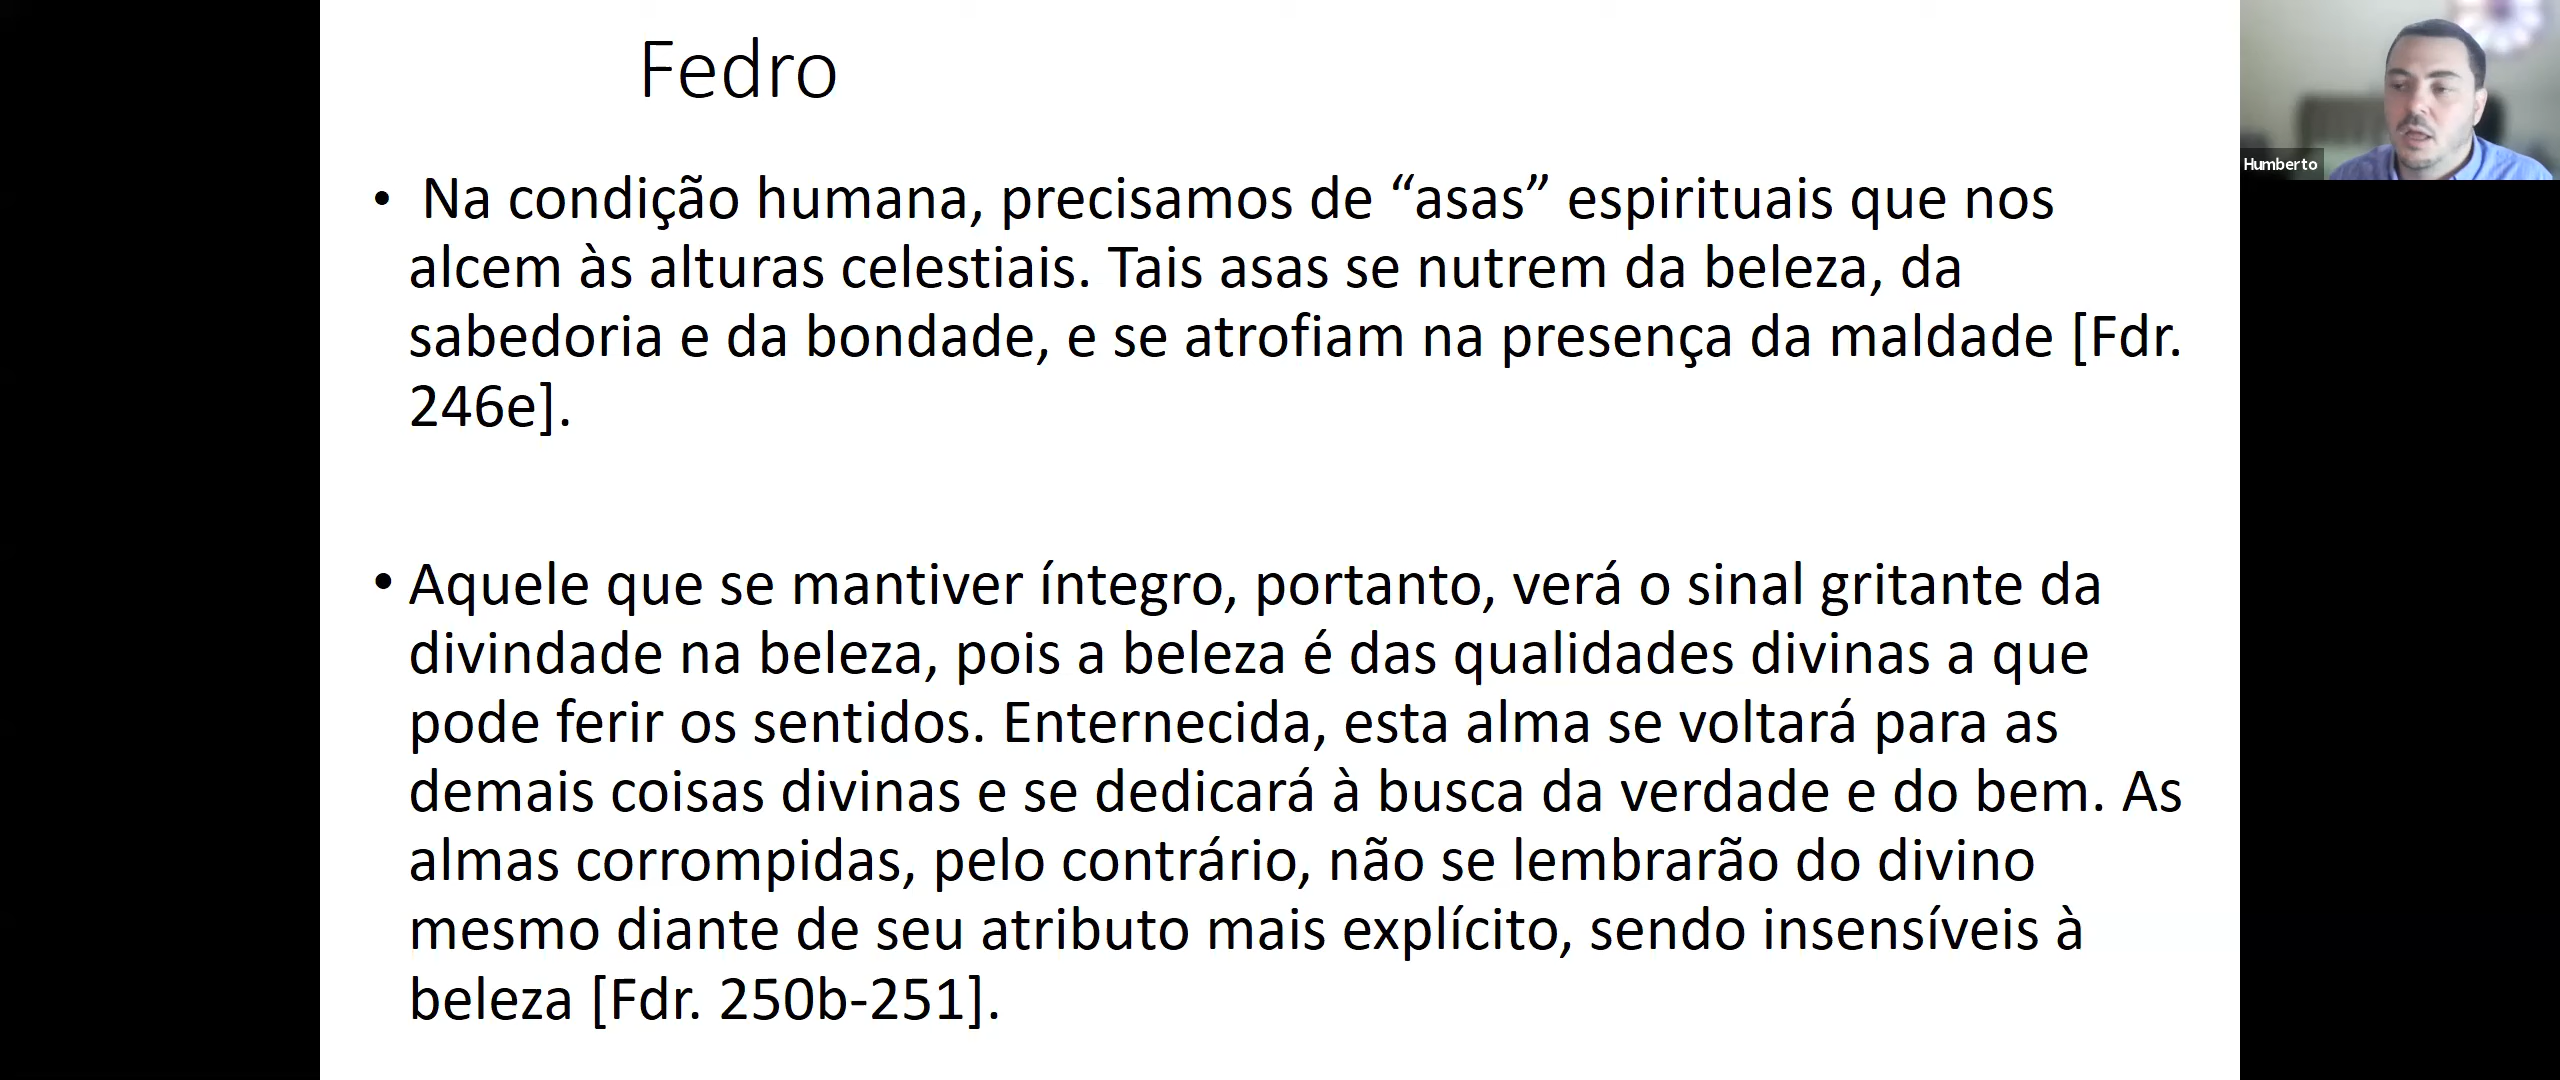 Fedro
• Na condição humana, precisamos de “asas” espirituais que nos
alcem às alturas celestiais. Tais asas se nutrem da beleza, da
sabedoria e da bondade, e se atrofiam na presença da maldade [Fdr.
246e].
• Aquele que se mantiver íntegro, portanto, verá o sinal gritante da
divindade na beleza, pois a beleza é das qualidades divinas a que
pode ferir os sentidos. Enternecida, esta alma se voltará para as
demais coisas divinas e se dedicará à busca da verdade e do bem. As
almas corrompidas, pelo contrário, não se lembrarão do divino
mesmo diante de seu atributo mais explícito, sendo insensíveis à
beleza [Fdr. 250b-251].
Humberto